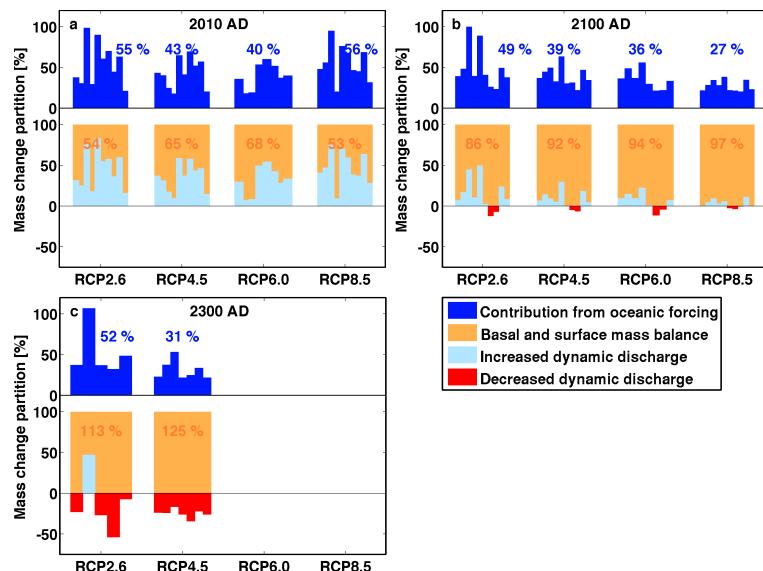 a
2010 AD
55 %
43 %
40 %
56 %
100
50
0
Mass change partition [%]
54 %
65 %
68 %
53 %
100
50
0
-50
RCP2.6
RCP4.5
RCP6.0
RCP8.5
b
2100 AD
49 %
39 %
36 %
27 %
100
50
0
Mass change partition [%]
86 %
92 %
94 %
97 %
100
50
0
-50
RCP2.6
RCP4.5
RCP6.0
RCP8.5
c
2300 AD
52 %
31 %
100
50
0
Mass change partition [%]
113 %
125 %
100
50
0
-50
RCP2.6
RCP4.5
RCP6.0
RCP8.5
Contribution from oceanic forcing
Basal and surface mass balance
Increased dynamic discharge
Decreased dynamic discharge